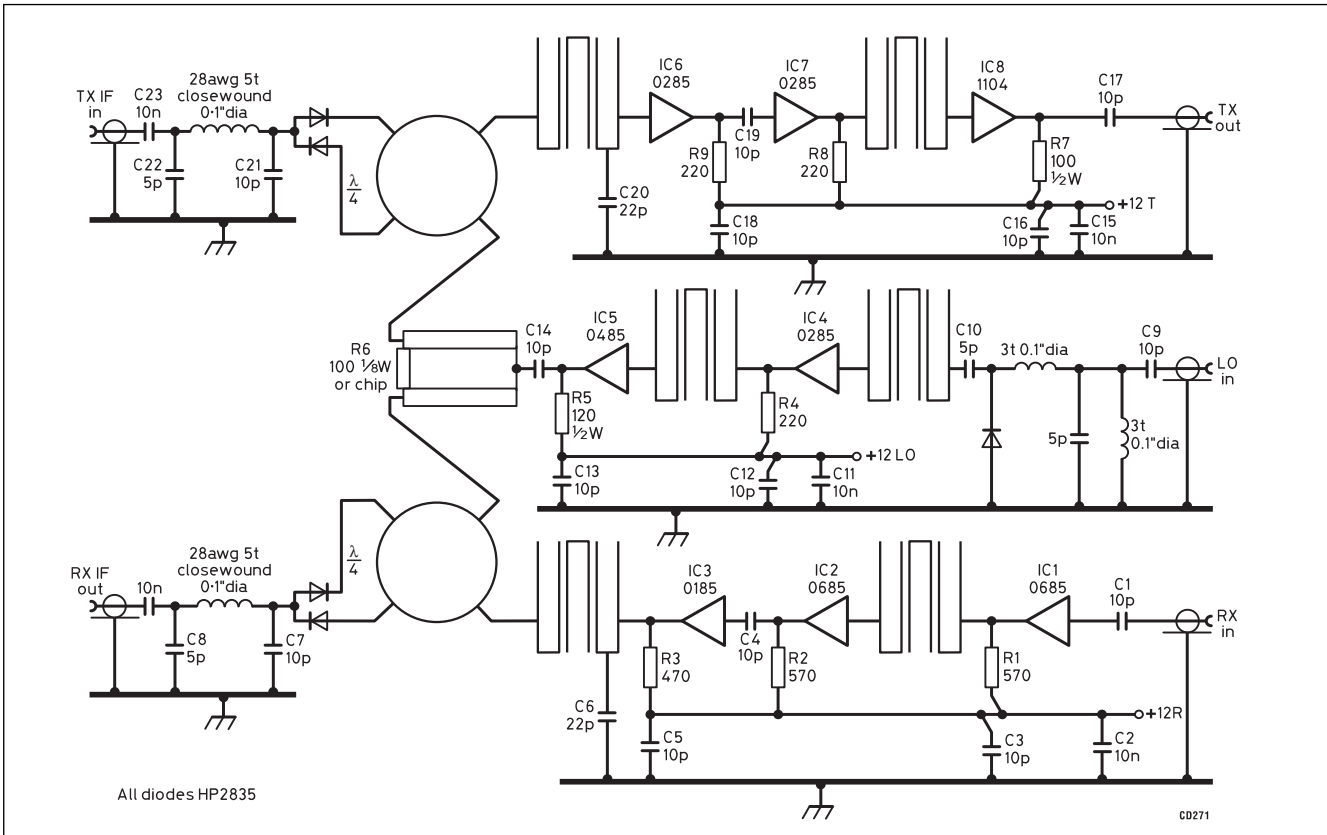 28awg 5t
closewound
0·1"dia
TX IF
in
C23
10n
C22
5p
C21
10p
λ
4
IC6
0285
IC7
0285
IC8
1104
C17
10p
TX
out
C19
10p
R9
220
R8
220
R7
100
½W
C20
22p
+12 T
C18
10p
C16
10p
C15
10n
R6
100 ⅛W
or chip
C14
10p
IC5
0485
IC4
0285
C10
5p
3t 0.1"dia
C9
10p
LO
in
R5
120
½W
R4
220
5p
3t
0.1"dia
+12 LO
C13
10p
C12
10p
C11
10n
28awg 5t
closewound
0·1"dia
RX IF
out
10n
C8
5p
C7
10p
λ
4
IC3
0185
IC2
0685
IC1
0685
C1
10p
RX
in
C4
10p
R3
470
R2
570
R1
570
C6
22p
+12R
C5
10p
C3
10p
C2
10n
All diodes HP2835
CD271